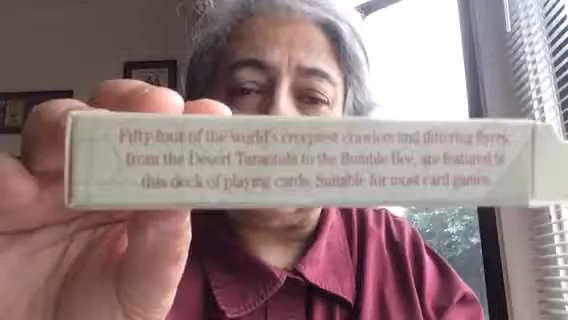 Fifty four of the world's creepiest crawlers and flittering flyers,
from the Desert Tarantula to the Bumble Bee, are featured in
this deck of playing cards. Suitable for most card games.